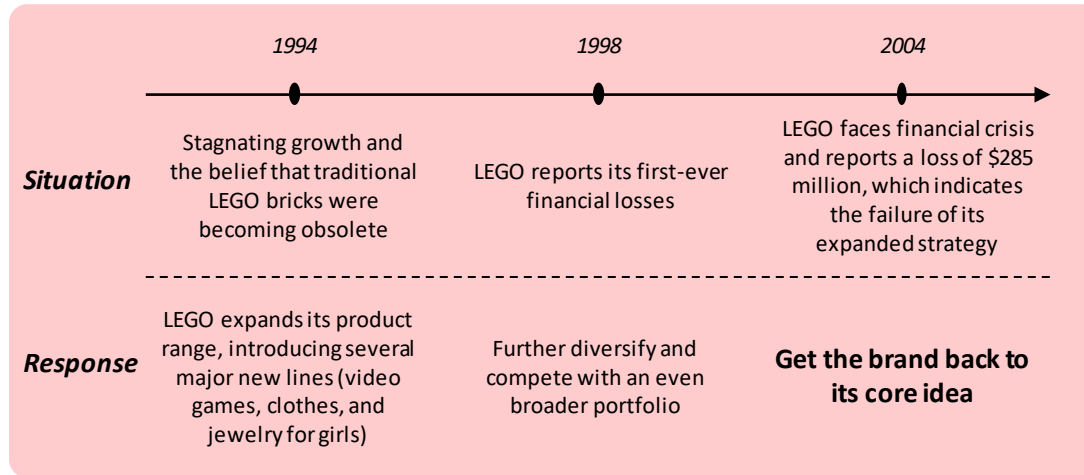 1994
1998
2004
Situation
Stagnating growth and
the belief that traditional
LEGO bricks were
becoming obsolete
LEGO reports its first-ever
financial losses
LEGO faces financial crisis
and reports a loss of $285
million, which indicates
the failure of its
expanded strategy
Response
LEGO expands its product
range, introducing several
major new lines (video
games, clothes, and
jewelry for girls)
Further diversify and
compete with an even
broader portfolio
Get the brand back to
its core idea